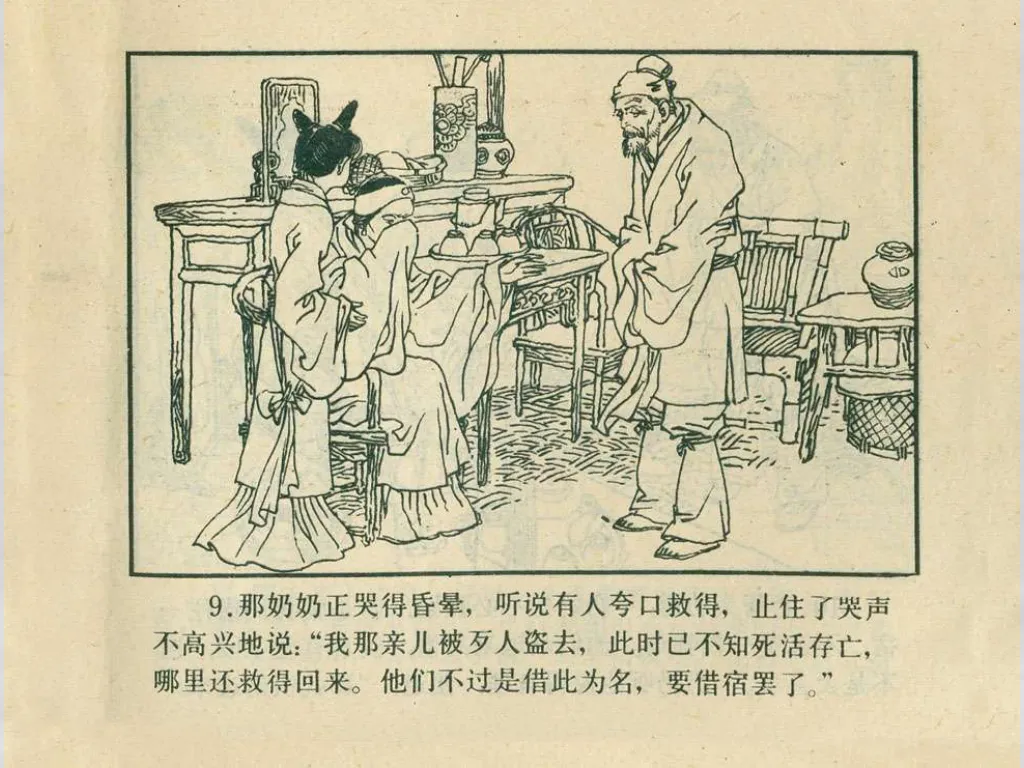 9.那奶奶正哭得昏晕，听说有人夸口救得，止住了哭声
不高兴地说：“我那亲儿被歹人盗去，此时已不知死活存亡，
哪里还救得回来。他们不过是借此为名，要借宿罢了。”